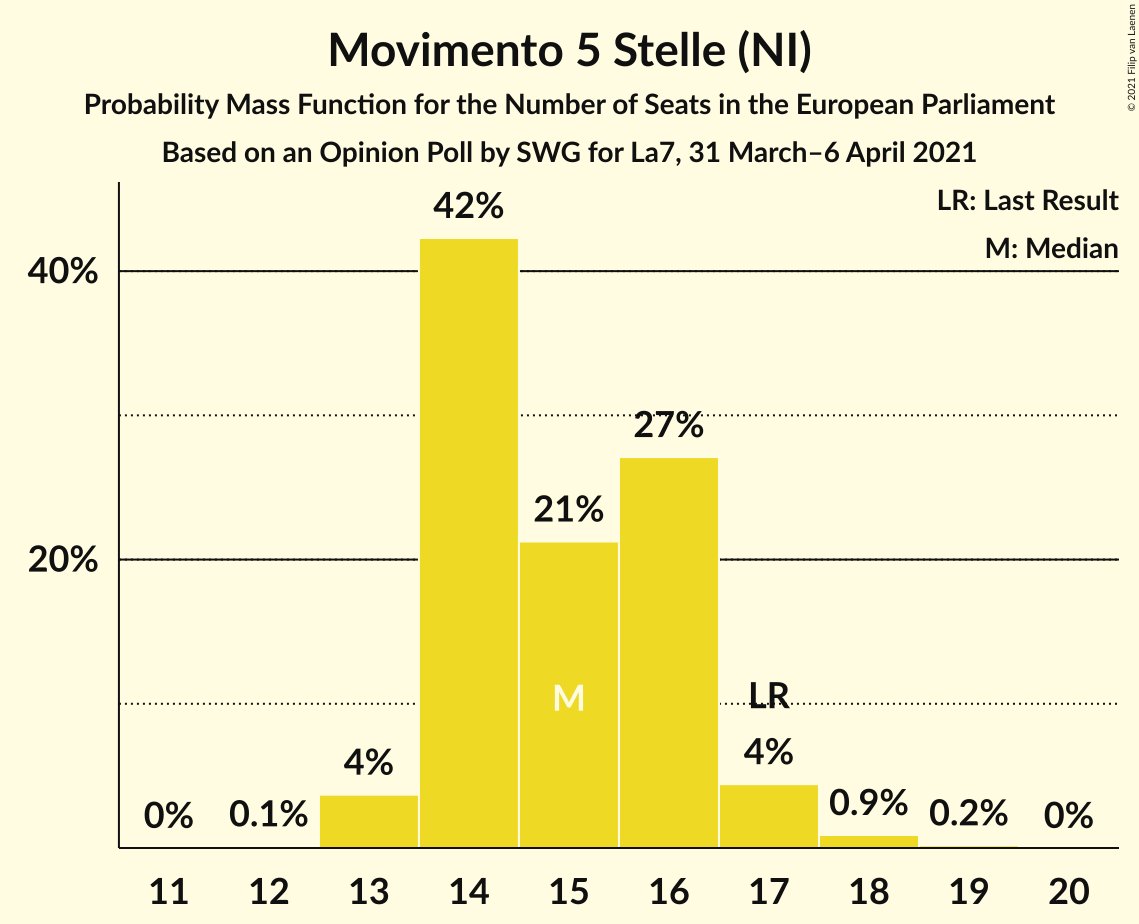 Movimento 5 Stelle (NI)
Probability Mass Function for the Number of Seats in the European Parliament
Based on an Opinion Poll by SWG for La7, 31 March–6 April 2021
© 2021 Filip van Laenen
LR: Last Result
M: Median
42%
40%
27%
21%
20%
M
LR
4%
4%
0%
0.1%
0.9%
0.2%
0%
11 12 13 14 15 16 17 18 19 20